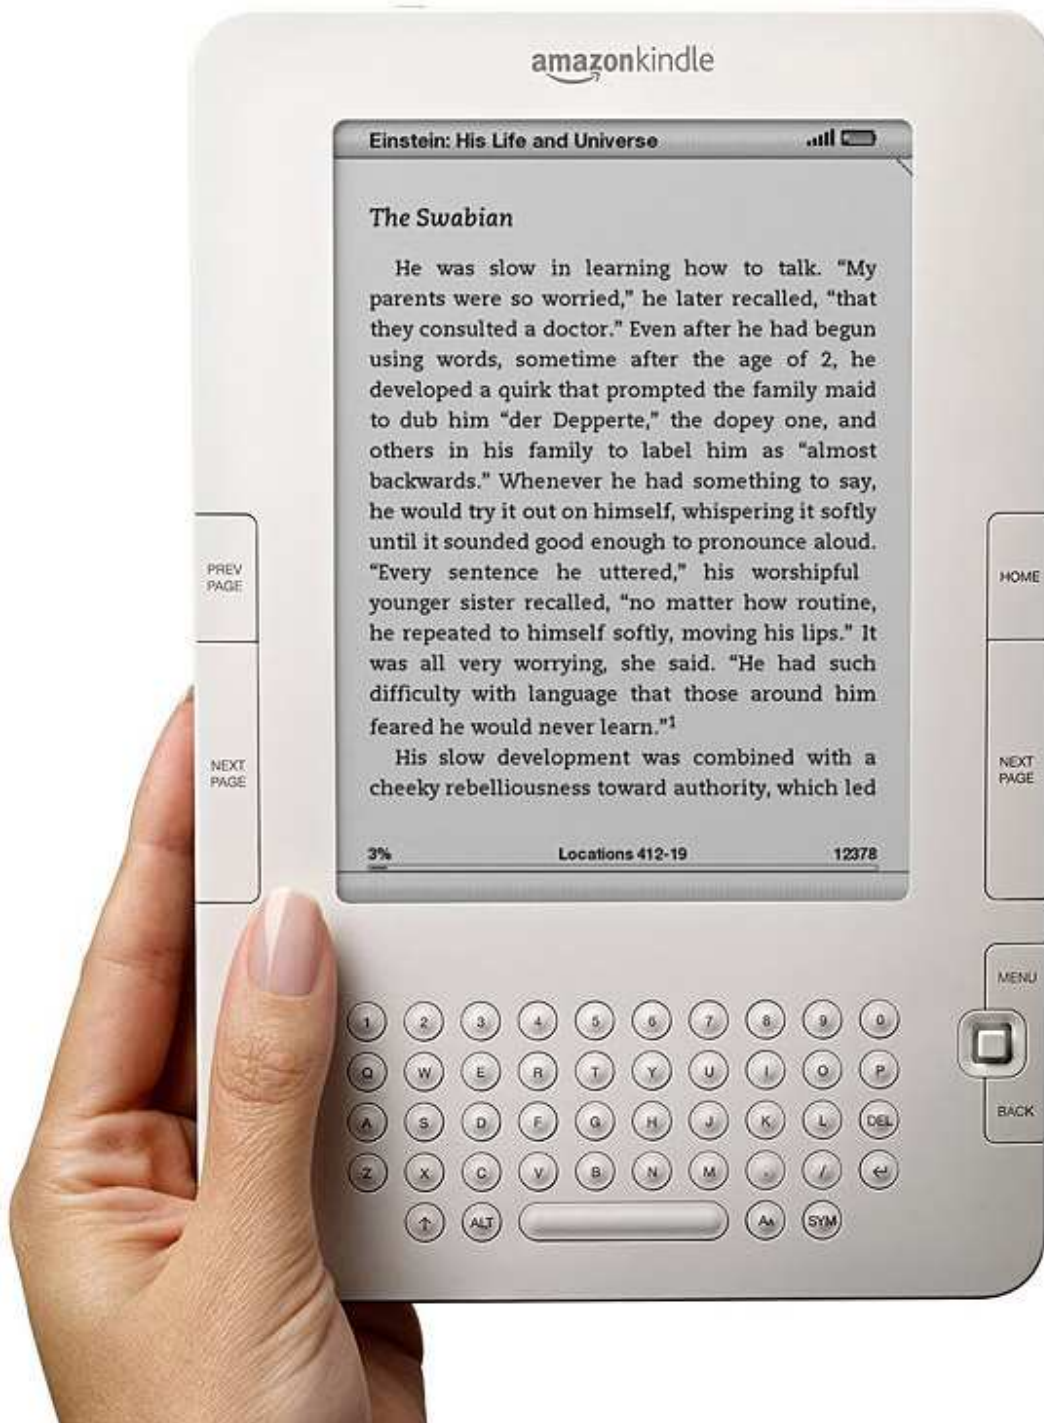 amazonkindle
Einstein: His Life and Universe
The Swabian
He was slow in learning how to talk. “My
parents were so worried,” he later recalled, “that
they consulted a doctor.” Even after he had begun
using words, sometime after the age of 2, he
developed a quirk that prompted the family maid
to dub him “der Depperte,” the dopey one, and
others in his family to label him as “almost
backwards.” Whenever he had something to say,
he would try it out on himself, whispering it softly
until it sounded good enough to pronounce aloud.
“Every sentence he uttered,” his worshipful
younger sister recalled, “no matter how routine,
he repeated to himself softly, moving his lips.” It
was all very worrying, she said. “He had such
difficulty with language that those around him
feared he would never learn.”1
His slow development was combined with a
cheeky rebelliousness toward authority, which led
3% Locations 412-19 12378
PREV
PAGE
NEXT
PAGE
HOME
NEXT
PAGE
MENU
BACK
1 2 3 4 5 6 7 8 9 0
Q W E R T Y U I O P
A S D F G H J K L DEL
Z X C V B N M . / ↵
↑ ALT Aᴀ SYM